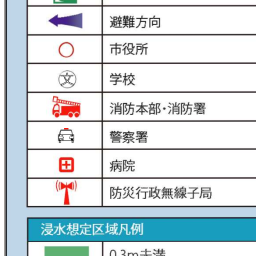 避難方向
市役所
文
学校
消防本部・消防署
警察署
病院
防災行政無線子局
浸水想定区域凡例
0.3m未満